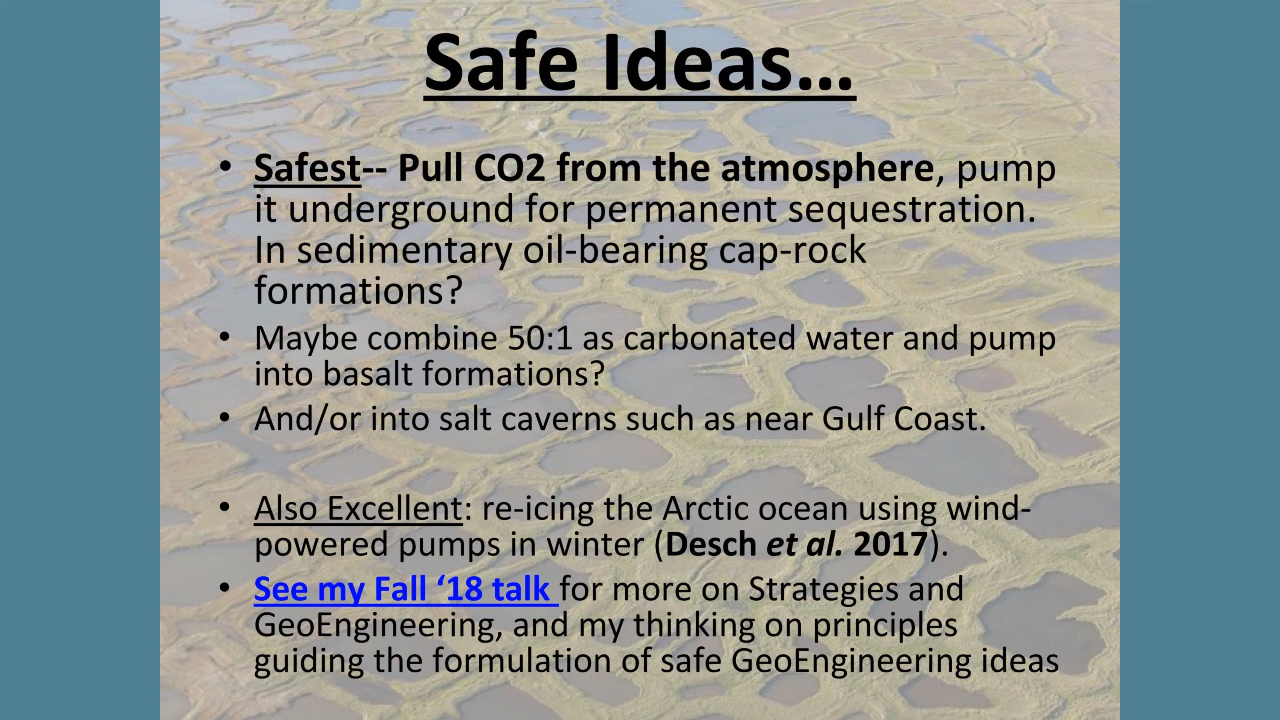 Safe Ideas…
• Safest-- Pull CO2 from the atmosphere, pump
it underground for permanent sequestration.
In sedimentary oil-bearing cap-rock
formations?
• Maybe combine 50:1 as carbonated water and pump
into basalt formations?
• And/or into salt caverns such as near Gulf Coast.
• Also Excellent: re-icing the Arctic ocean using wind-
powered pumps in winter (Desch et al. 2017).
• See my Fall ‘18 talk for more on Strategies and
GeoEngineering, and my thinking on principles
guiding the formulation of safe GeoEngineering ideas